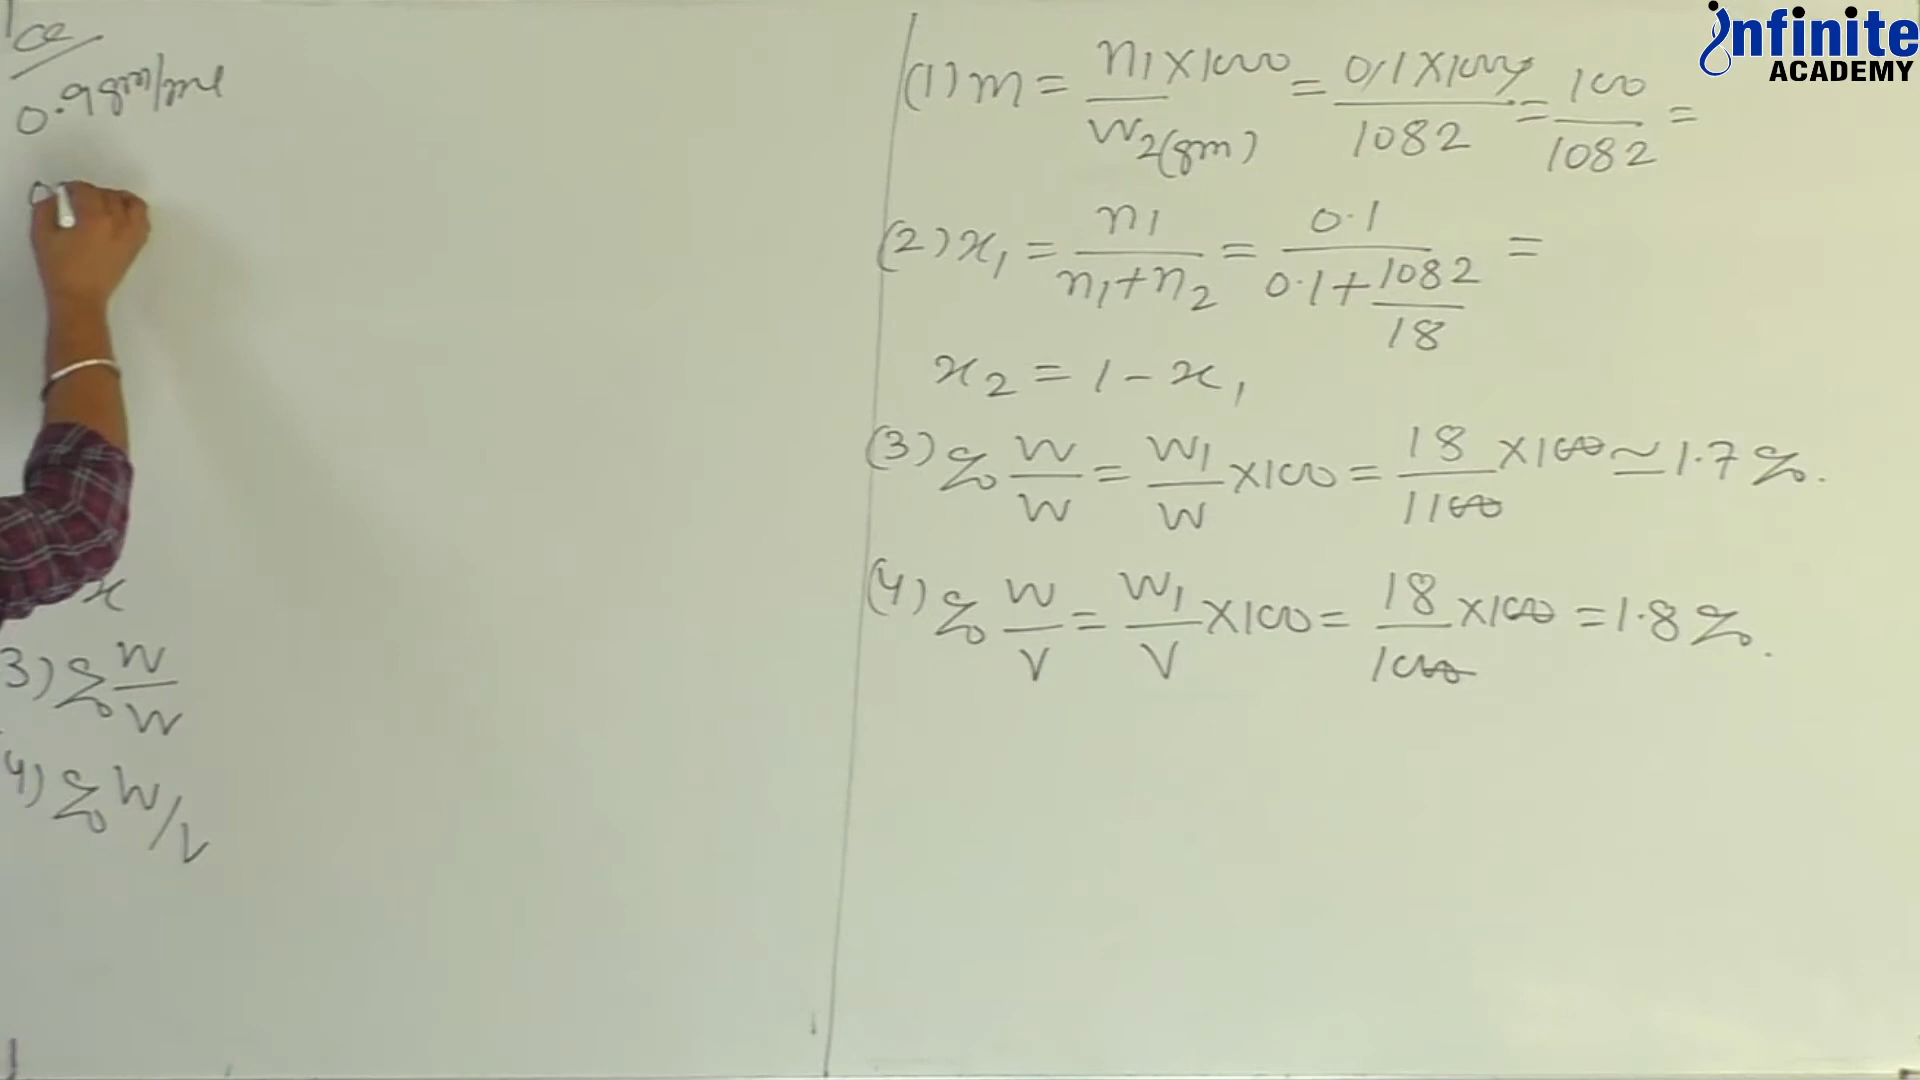 0.9 gm/ml
x
3) % W/W
4) % W/V
infinite
ACADEMY
(1) m = n1 × 1000 / W2(gm) = 0.1 × 1000 / 1082 = 100 / 1082 =
(2) x1 = n1 / n1 + n2 = 0.1 / 0.1 + 1082 / 18 =
x2 = 1 - x1
(3) % W/W = W1/W × 100 = 18 / 1100 × 100 ≃ 1.7 %.
(4) % W/V = W1/V × 100 = 18 / 1000 × 100 = 1.8 %.